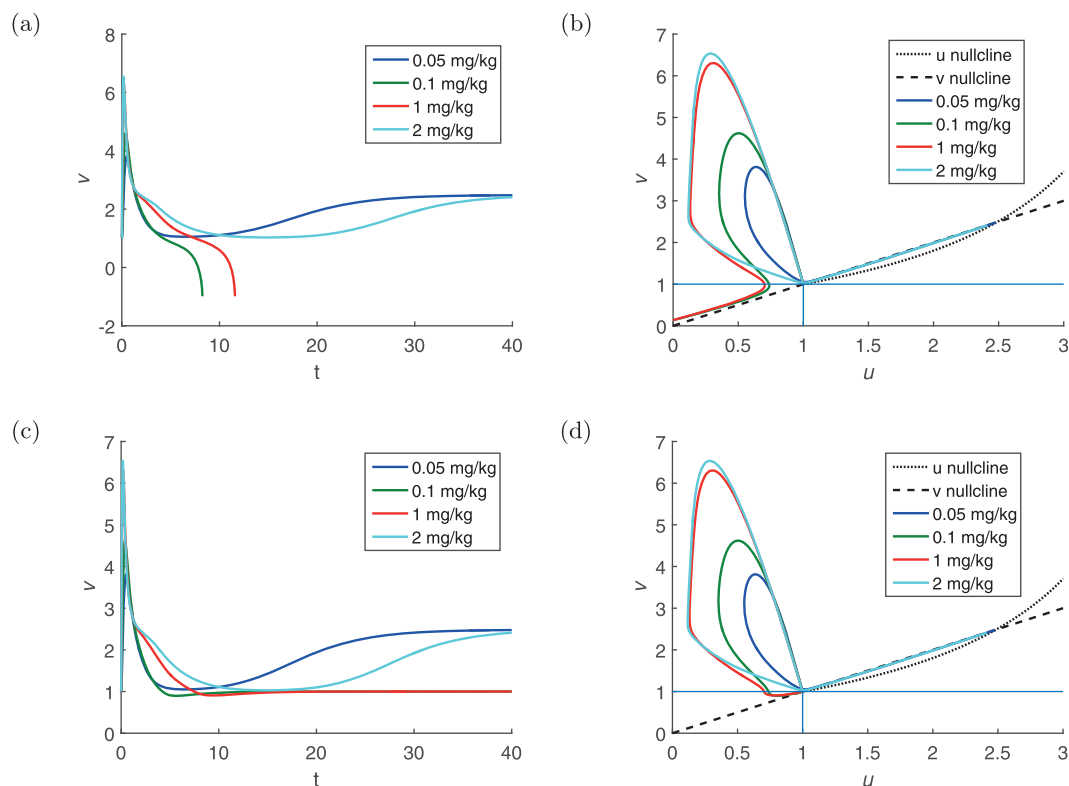 (a)
8
6
4
2
0
-2
v
0
10
20
30
40
t
0.05 mg/kg
0.1 mg/kg
1 mg/kg
2 mg/kg
(b)
7
6
5
4
3
2
1
0
v
0
0.5
1
1.5
2
2.5
3
u
u nullcline
v nullcline
0.05 mg/kg
0.1 mg/kg
1 mg/kg
2 mg/kg
(c)
7
6
5
4
3
2
1
0
v
0
10
20
30
40
t
0.05 mg/kg
0.1 mg/kg
1 mg/kg
2 mg/kg
(d)
7
6
5
4
3
2
1
0
v
0
0.5
1
1.5
2
2.5
3
u
u nullcline
v nullcline
0.05 mg/kg
0.1 mg/kg
1 mg/kg
2 mg/kg